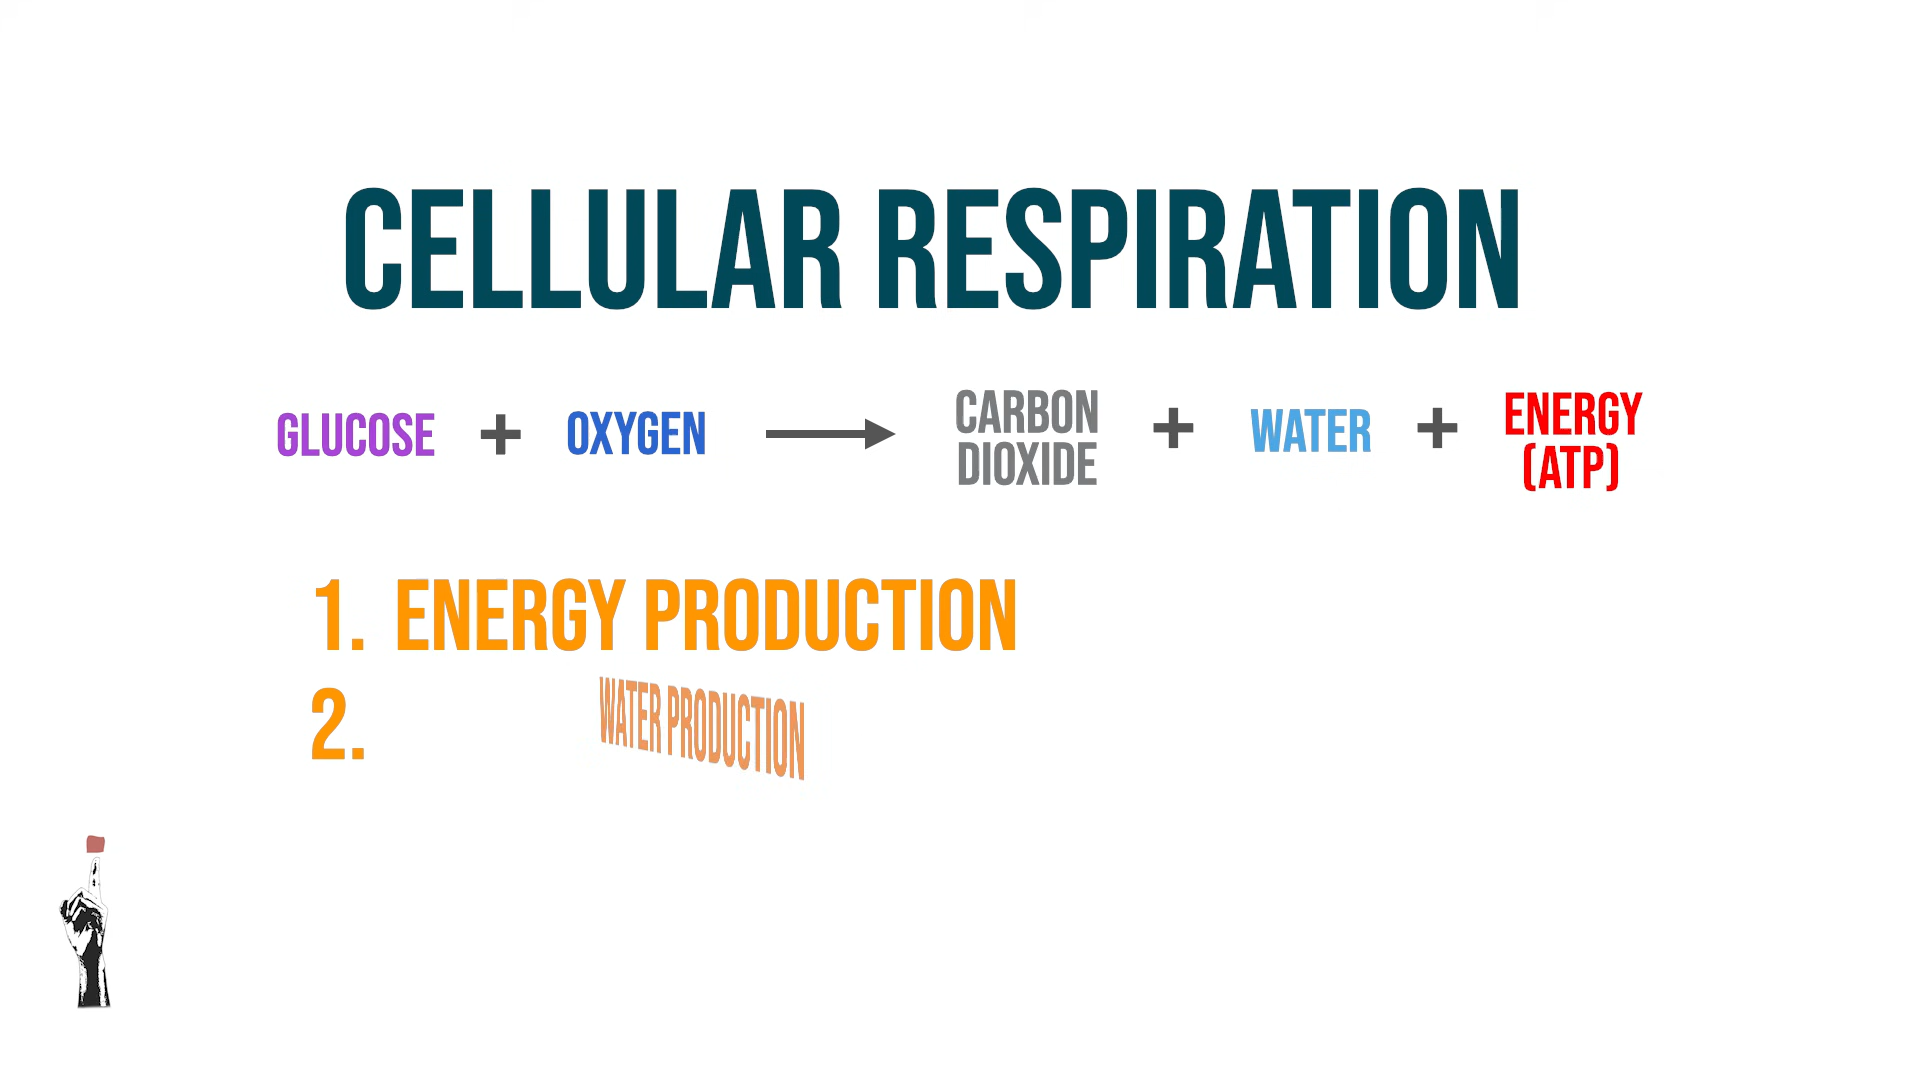 CELLULAR RESPIRATION
GLUCOSE + OXYGEN → CARBON DIOXIDE + WATER + ENERGY (ATP)
1. ENERGY PRODUCTION
2. WATER PRODUCTION